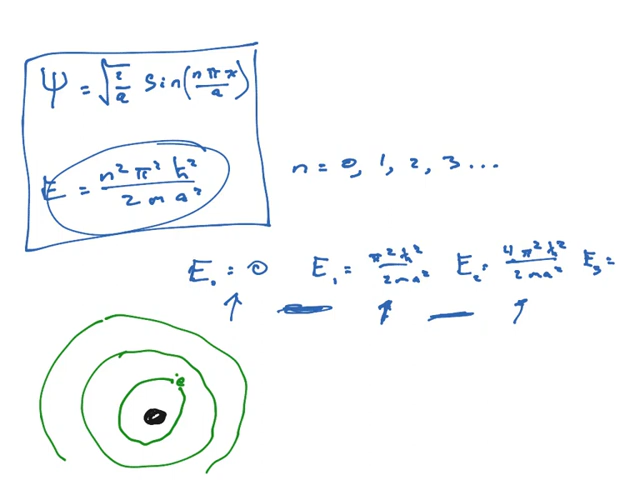 Ψ = √(2/a) Sin(nπx/a)
E = n²π²ħ²/2ma²
n = 0, 1, 2, 3 ...
E₀ = 0 E₁ = π²ħ²/2ma² E₂ = 4π²ħ²/2ma² E₃ =
e